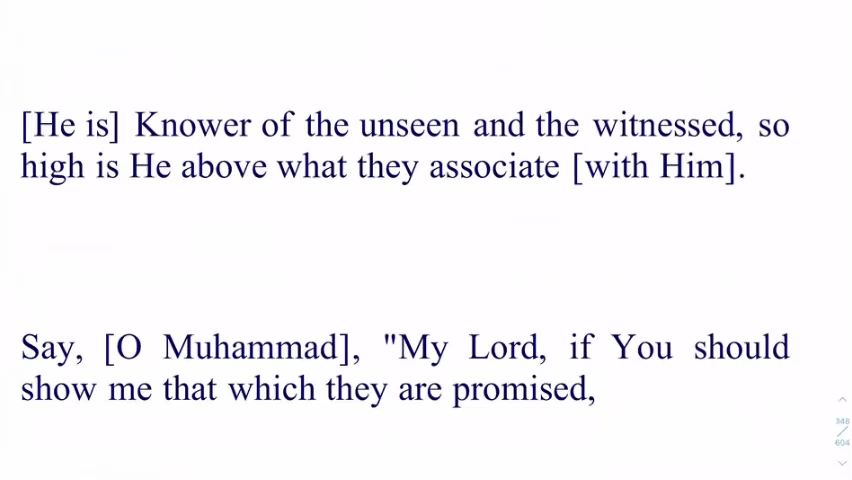 [He is] Knower of the unseen and the witnessed, so
high is He above what they associate [with Him].
Say, [O Muhammad], "My Lord, if You should
show me that which they are promised,
348
604